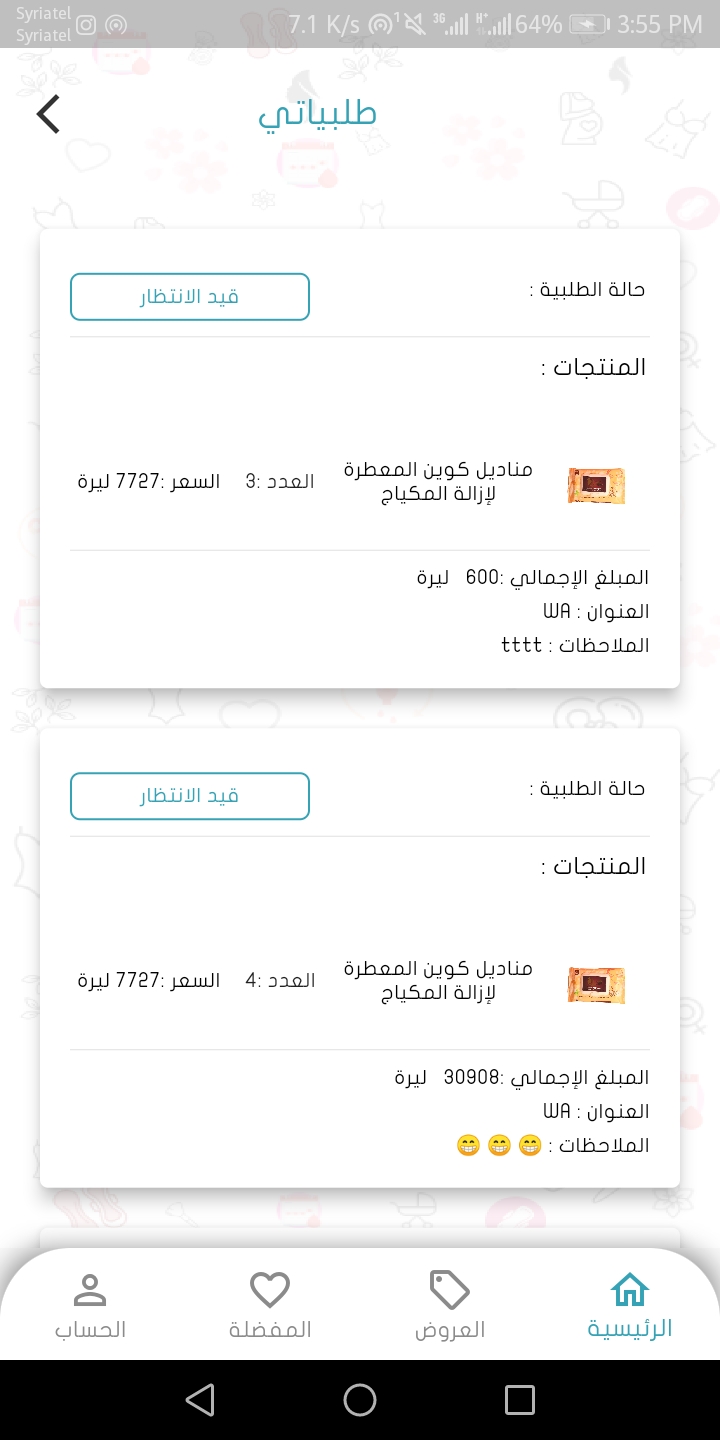 Syriatel
Syriatel
7.1 K/s 1 3G H+ 64% 3:55 PM
طلبياتي
حالة الطلبية :
قيد الانتظار
المنتجات :
مناديل كوين المعطرة
لإزالة المكياج
العدد :3
السعر :7727 ليرة
المبلغ الإجمالي :600 ليرة
العنوان : WA
الملاحظات : tttt
حالة الطلبية :
قيد الانتظار
المنتجات :
مناديل كوين المعطرة
لإزالة المكياج
العدد :4
السعر :7727 ليرة
المبلغ الإجمالي :30908 ليرة
العنوان : WA
الملاحظات : 😁 😁 😁
الرئيسية
العروض
المفضلة
الحساب